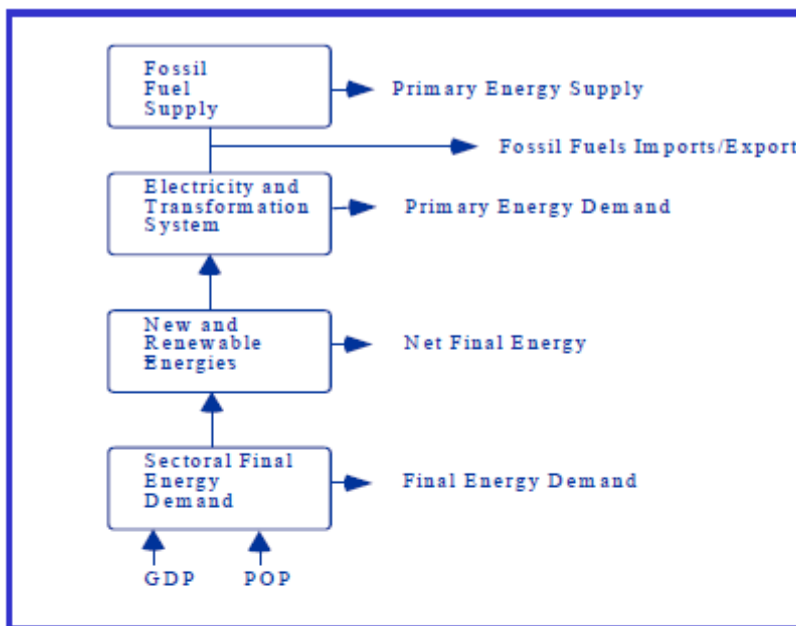 Fossil
Fuel
Supply
Primary Energy Supply
Fossil Fuels Imports/Export
Electricity and
Transformation
System
Primary Energy Demand
New and
Renewable
Energies
Net Final Energy
Sectoral Final
Energy
Demand
Final Energy Demand
GDP POP